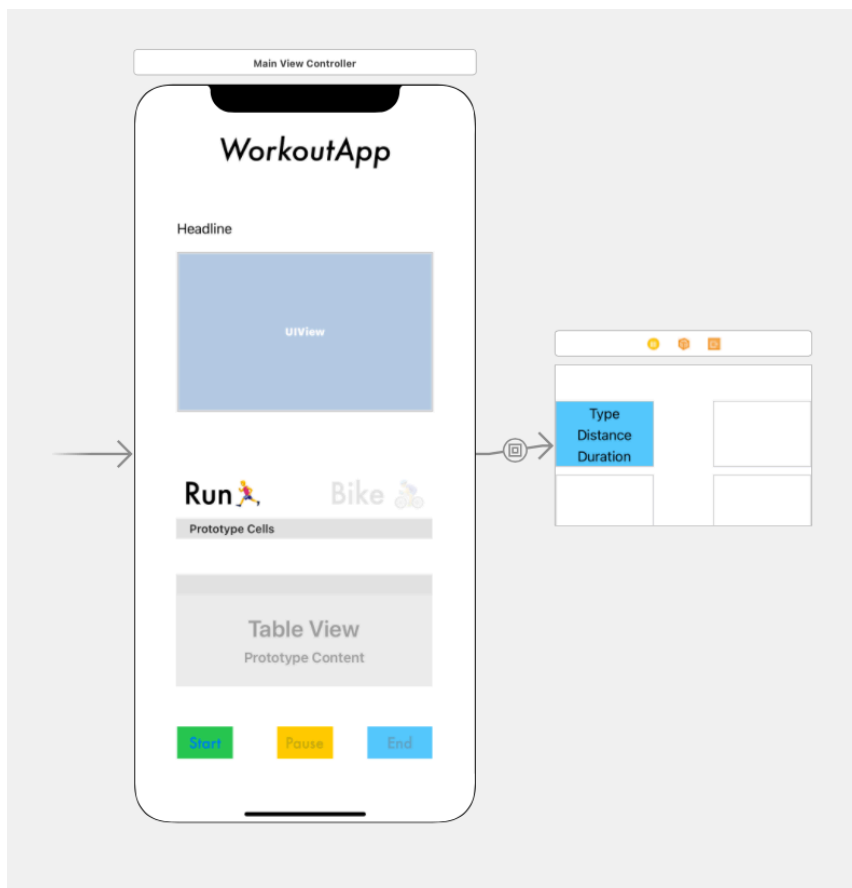 Main View Controller
WorkoutApp
Headline
UIView
Run🏃 Bike 🚴
Prototype Cells
Table View
Prototype Content
Start Pause End
Type
Distance
Duration